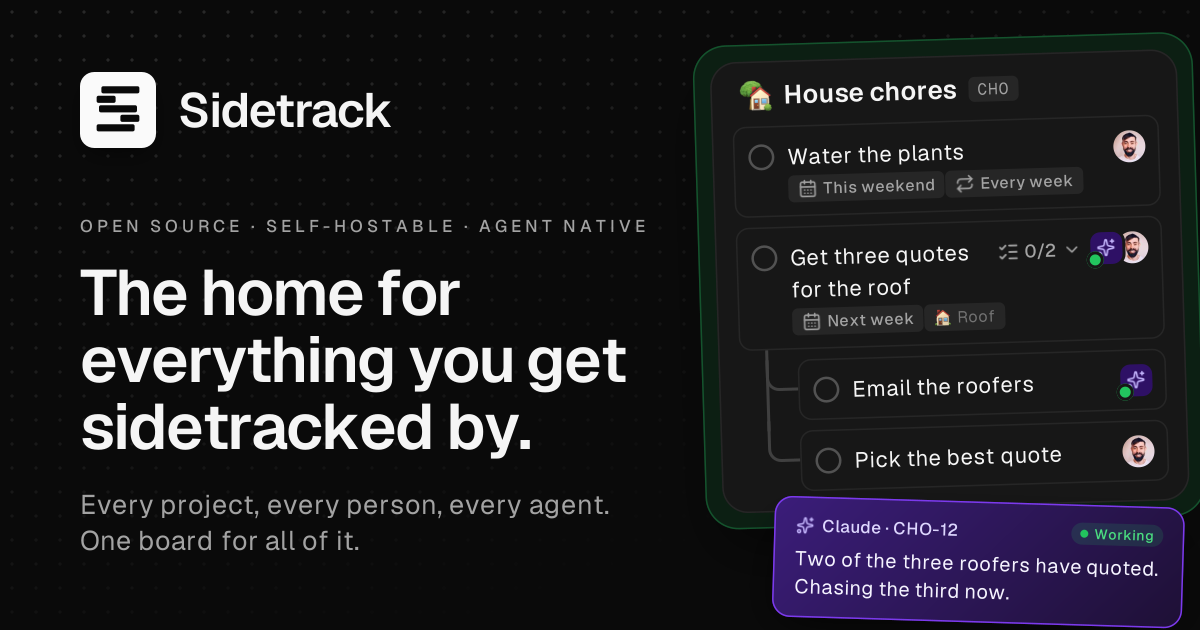 Sidetrack
OPEN SOURCE · SELF-HOSTABLE · AGENT NATIVE
The home for
everything you get
sidetracked by.
Every project, every person, every agent.
One board for all of it.
House chores CHO
Water the plants
This weekend Every week
Get three quotes 0/2
for the roof
Next week Roof
Email the roofers
Pick the best quote
Claude · CHO-12 Working
Two of the three roofers have quoted.
Chasing the third now.